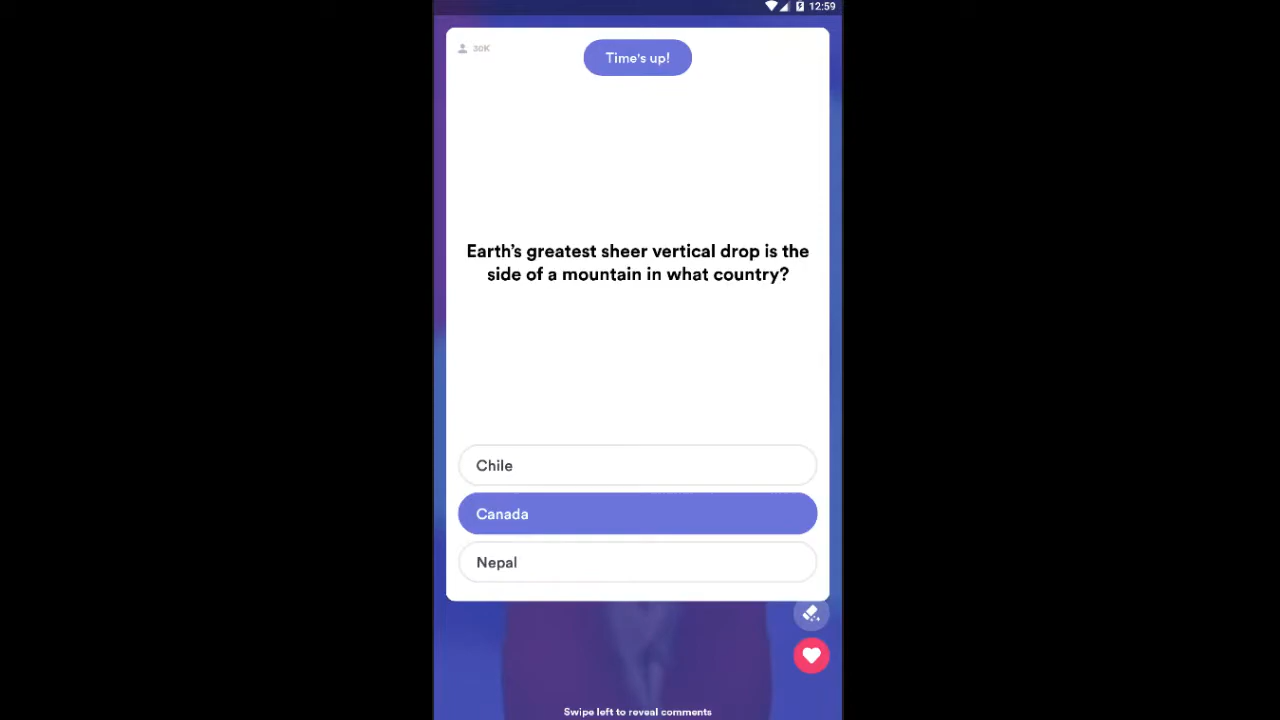 12:59
30K
Time's up!
Earth's greatest sheer vertical drop is the
side of a mountain in what country?
Chile
Canada
Nepal
Swipe left to reveal comments